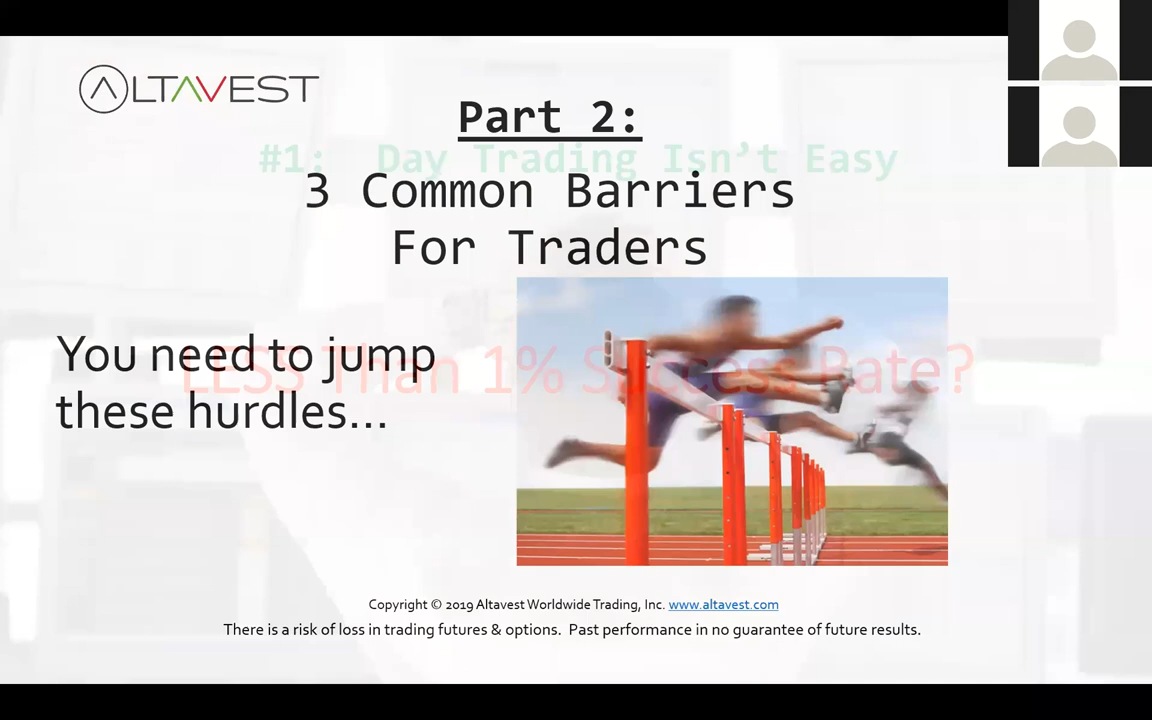 ALTAVEST
Part 2:
#1: Day Trading Isn’t Easy
3 Common Barriers
For Traders
You need to jump
these hurdles...
LESS Than 1% Success Rate?
Copyright © 2019 Altavest Worldwide Trading, Inc. www.altavest.com
There is a risk of loss in trading futures & options. Past performance in no guarantee of future results.